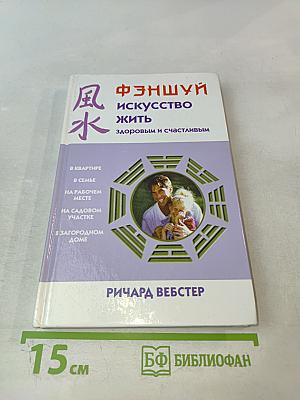 風水
ФЭНШУЙ
ИСКУССТВО
ЖИТЬ
ЗДОРОВЫМ И СЧАСТЛИВЫМ
В КВАРТИРЕ
В СЕМЬЕ
НА РАБОЧЕМ
МЕСТЕ
НА САДОВОМ
УЧАСТКЕ
В ЗАГОРОДНОМ
ДОМЕ
РИЧАРД ВЕБСТЕР
15 см
БФ БИБЛИОФАН